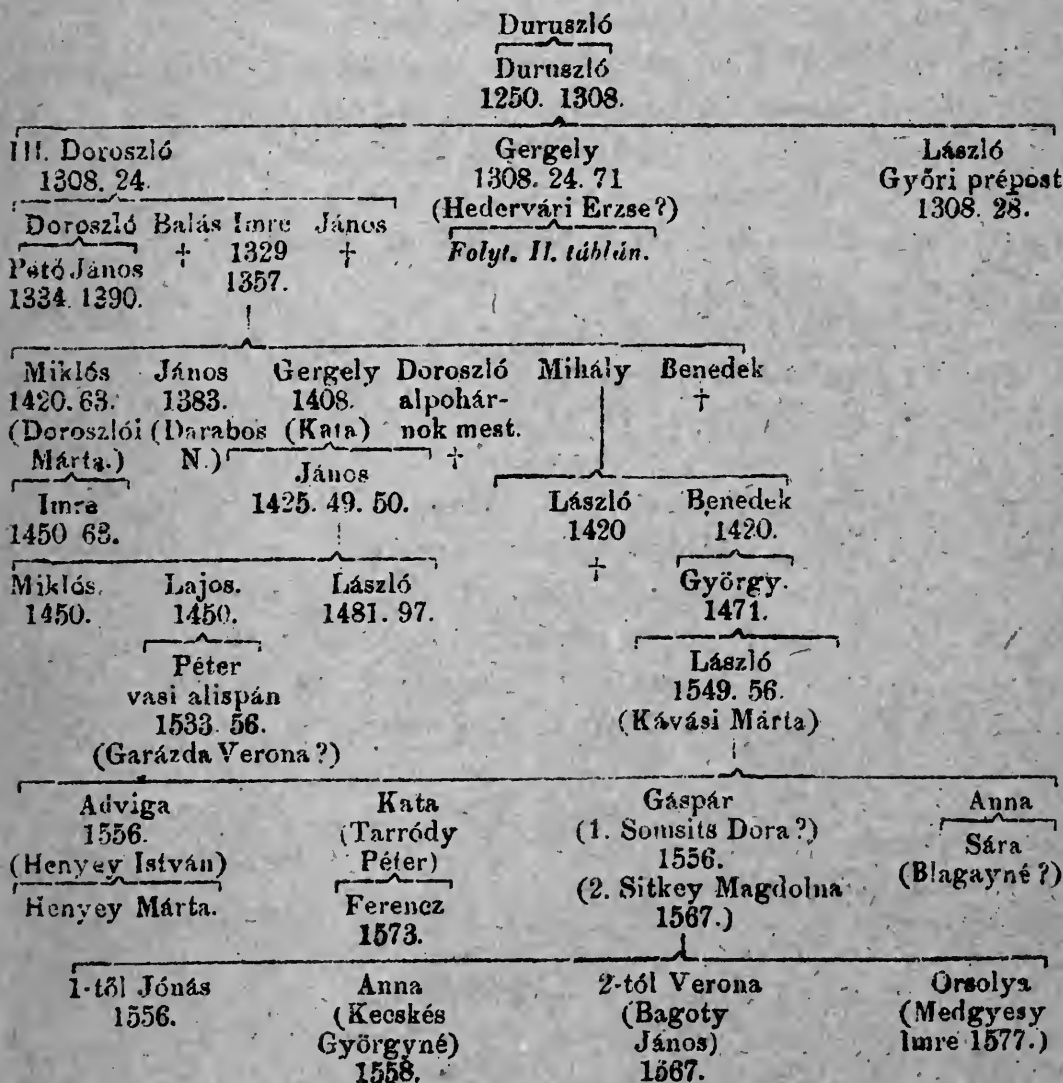 Duruszló
Duruszló
1250. 1308.
III. Doroszló Gergely László
1308. 24. 1308. 24. 71 Győri prépost
(Hedervári Erzse?) 1308. 28.
Doroszló Balás Imre János Folyt. II. táblán.
† 1329 †
Pető János 1357.
1334. 1390.
Miklós János Gergely Doroszló Mihály Benedek
1420. 63. 1383. 1408. alpohár- †
(Doroszlói (Darabos (Kata) nok mest.
Márta.) N.) †
János
Imre 1425. 49. 50. László Benedek
1450 63. 1420 1420.
†
Miklós. Lajos. László György.
1450. 1450. 1481. 97. 1471.
Péter László
vasi alispán 1549. 56.
1533. 56. (Kávási Márta)
(Garázda Verona?)
Adviga Kata Gáspár Anna
1556. (Tarródy (1. Somsits Dora?)
(Henyey István) Péter) 1556. Sára
Henyey Márta. Ferencz (2. Sitkey Magdolna (Blagayné?)
1573. 1567.)
1-től Jónás Anna 2-tól Verona Orsolya
1556. (Kecskés (Bagoty (Medgyesy
Györgyné) János) Imre 1577.)
1558. 1567.